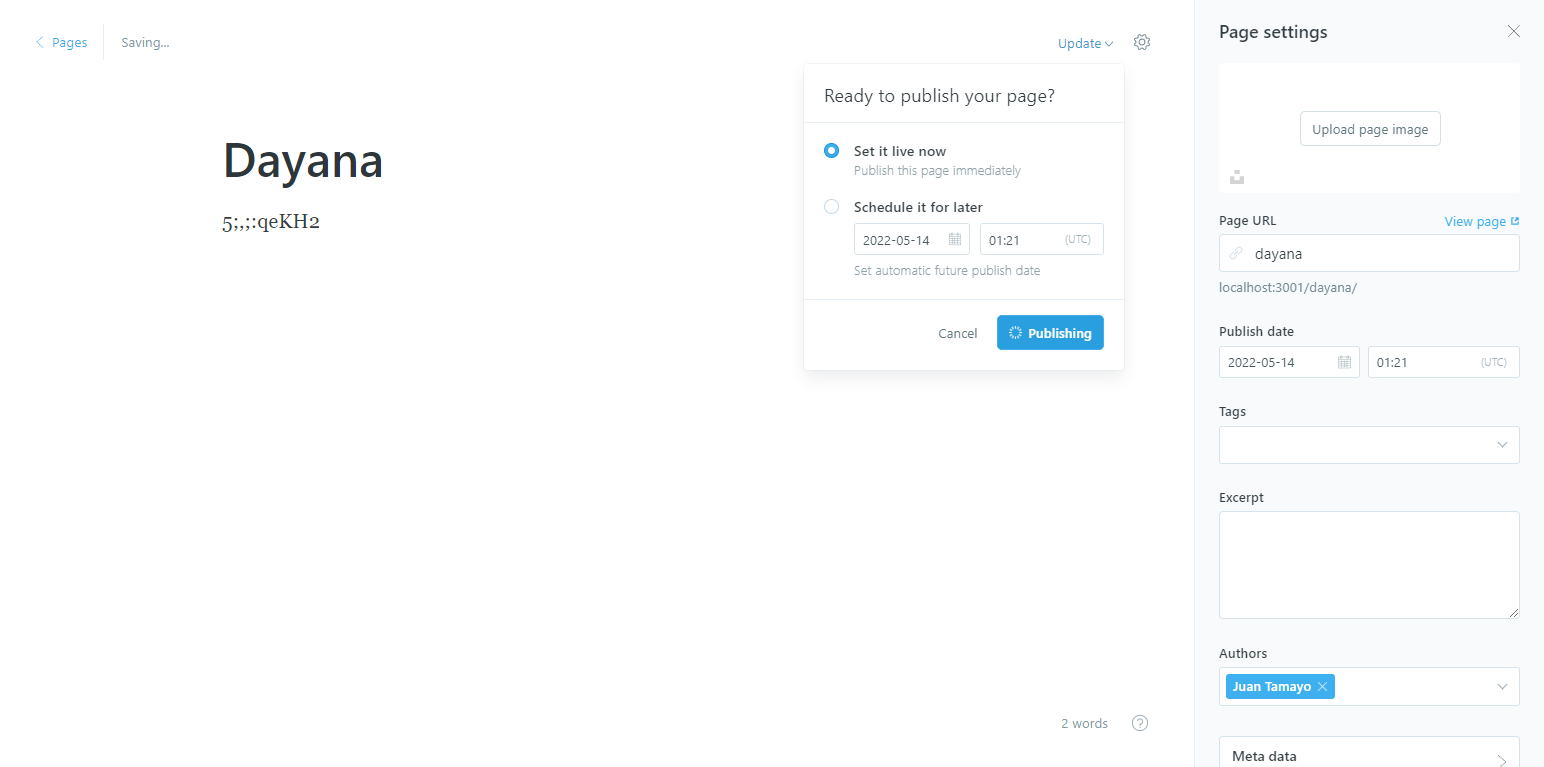 Pages
Saving...
Update
Dayana
5;,;:qeKH2
Ready to publish your page?
Set it live now
Publish this page immediately
Schedule it for later
2022-05-14 01:21 (UTC)
Set automatic future publish date
Cancel Publishing
2 words
Page settings
Upload page image
Page URL View page
dayana
localhost:3001/dayana/
Publish date
2022-05-14 01:21 (UTC)
Tags
Excerpt
Authors
Juan Tamayo
Meta data